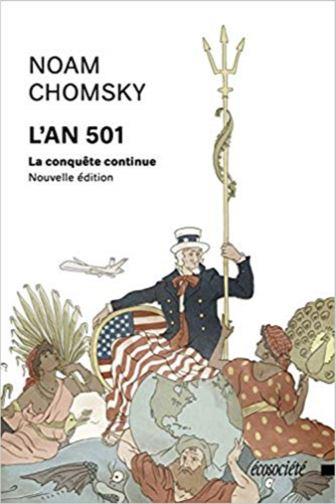 NOAM
CHOMSKY
L'AN 501
La conquête continue
Nouvelle édition
écosociété